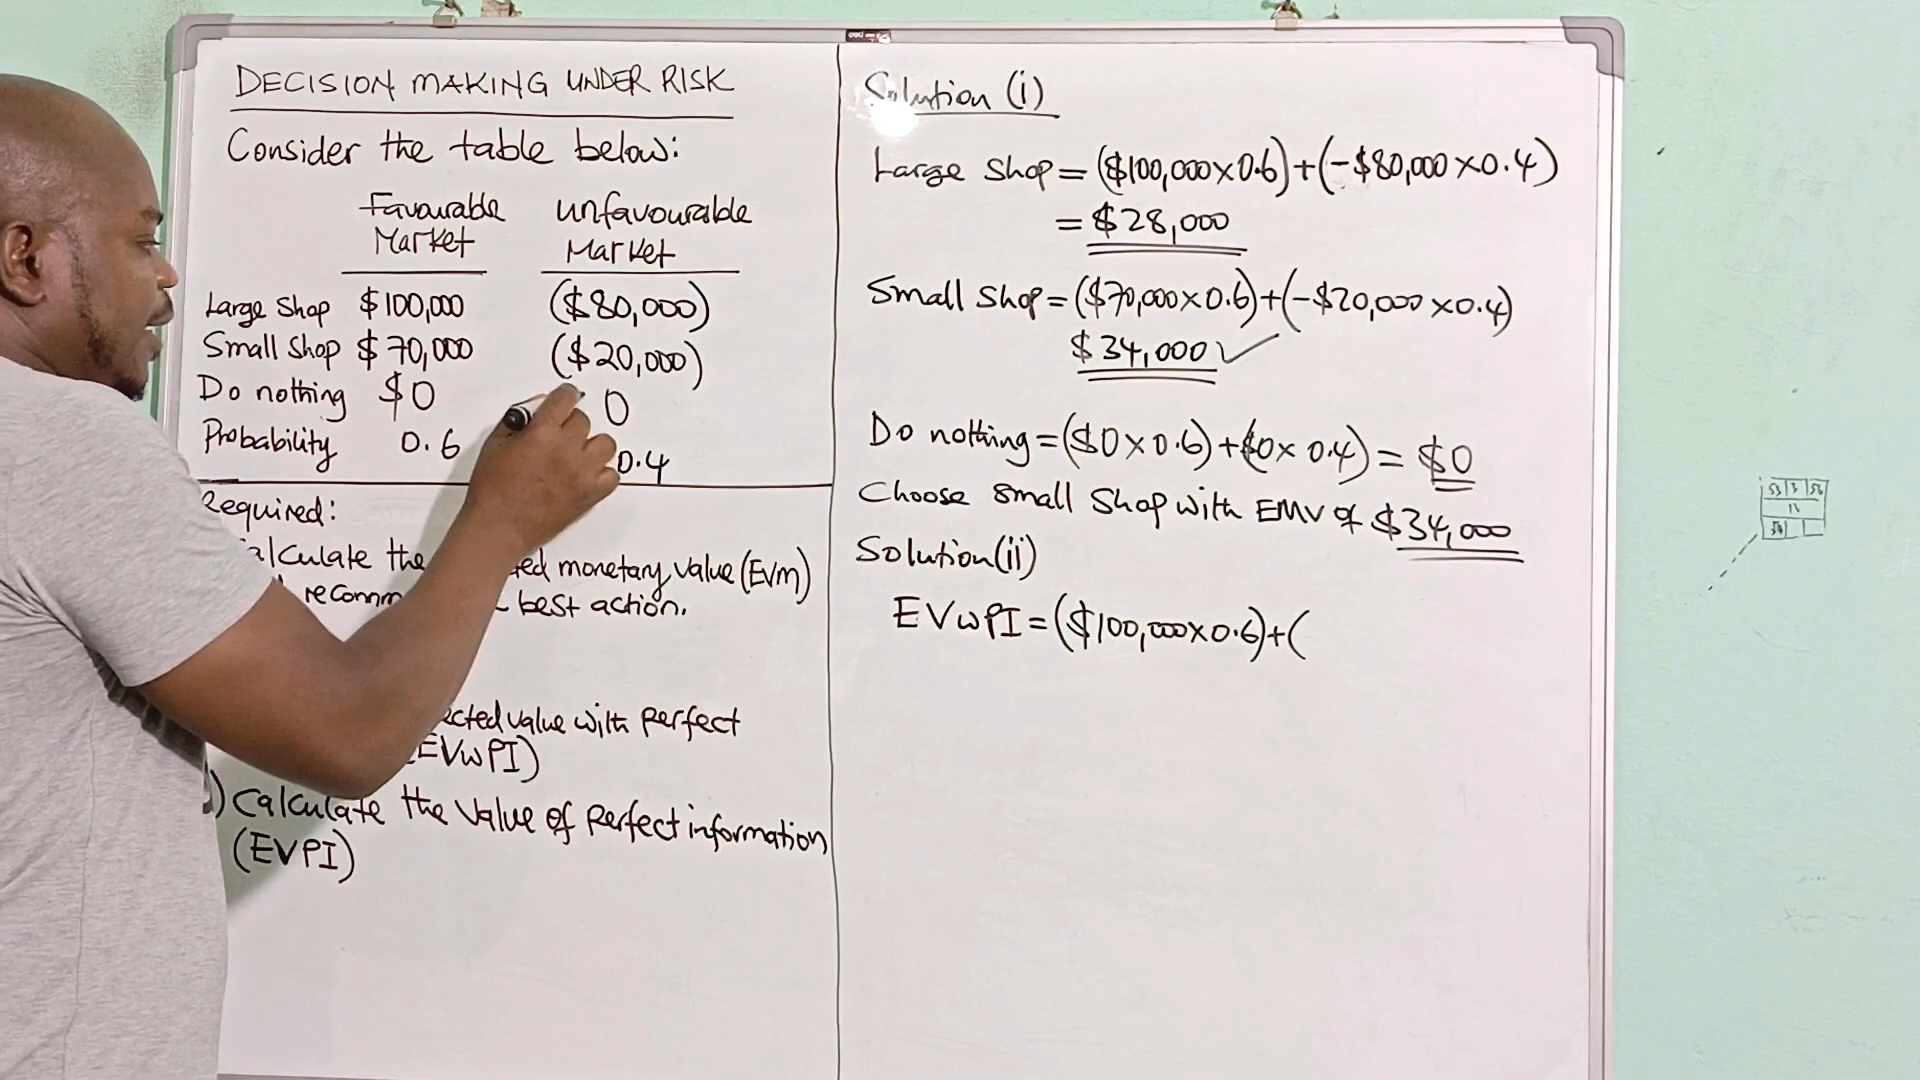 DECISION MAKING UNDER RISK
Consider the table below:
Favourable Market
unfavourable Market
Large Shop $100,000 ($80,000)
Small Shop $70,000 ($20,000)
Do nothing $0 0
Probability 0.6 0.4
Required:
Calculate the monetary value (EVM)
best action.
value with perfect
(EVwPI)
) Calculate the value of perfect information
(EVPI)
Solution (i)
Large Shop = ($100,000 x 0.6) + (-$80,000 x 0.4)
= $28,000
Small Shop = ($70,000 x 0.6) + (-$20,000 x 0.4)
$34,000 ✓
Do nothing = ($0 x 0.6) + ($0 x 0.4) = $0
Choose small shop with EMV of $34,000
Solution (ii)
EVwPI = ($100,000 x 0.6) + (